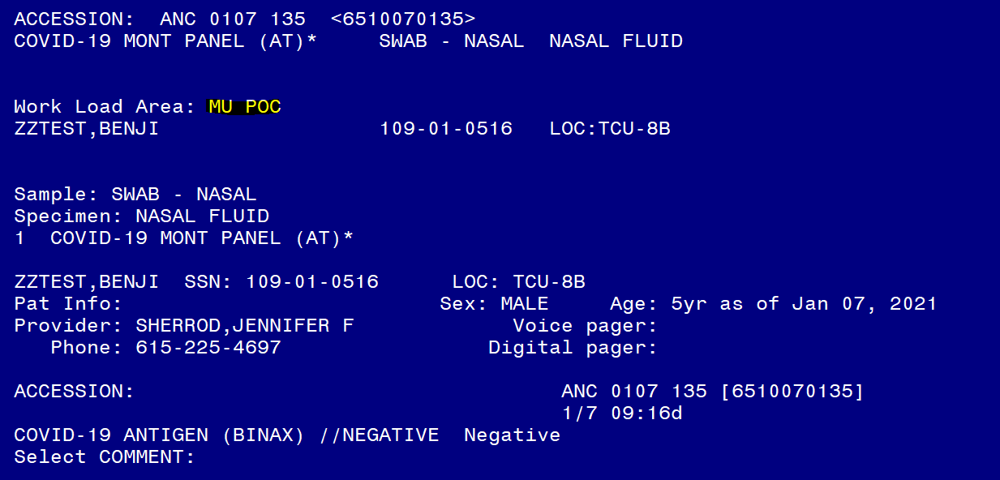 ACCESSION:  ANC 0107 135  <6510070135>
COVID-19 MONT PANEL (AT)*     SWAB - NASAL  NASAL FLUID
Work Load Area: MU POC
ZZTEST,BENJI                  109-01-0516   LOC:TCU-8B
Sample: SWAB - NASAL
Specimen: NASAL FLUID
1  COVID-19 MONT PANEL (AT)*
ZZTEST,BENJI  SSN: 109-01-0516      LOC: TCU-8B
Pat Info:                          Sex: MALE     Age: 5yr as of Jan 07, 2021
Provider: SHERROD,JENNIFER F             Voice pager:
   Phone: 615-225-4697                 Digital pager:
ACCESSION:                                   ANC 0107 135 [6510070135]
                                             1/7 09:16d
COVID-19 ANTIGEN (BINAX) //NEGATIVE  Negative
Select COMMENT: